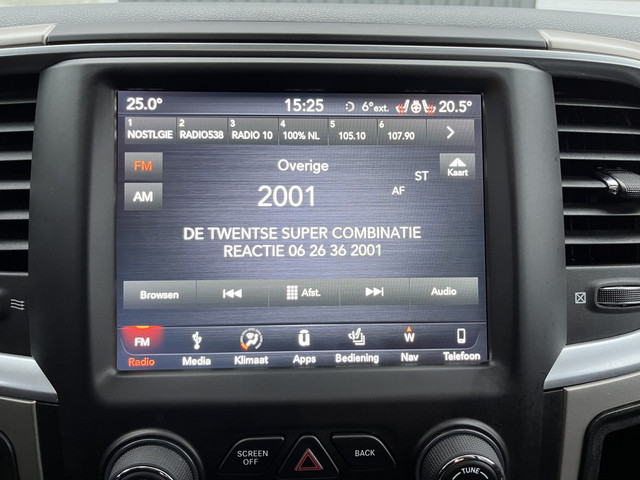 25.0° 15:25 6°ext. 20.5°
1 2 3 4 5 6
NOSTLGIE RADIO538 RADIO 10 100% NL 105.10 107.90
FM Overige Kaart
ST
AF
AM 2001
DE TWENTSE SUPER COMBINATIE
REACTIE 06 26 36 2001
Browsen Afst. Audio
FM W
Radio Media Klimaat Apps Bediening Nav Telefoon
SCREEN
OFF
BACK
TUNE